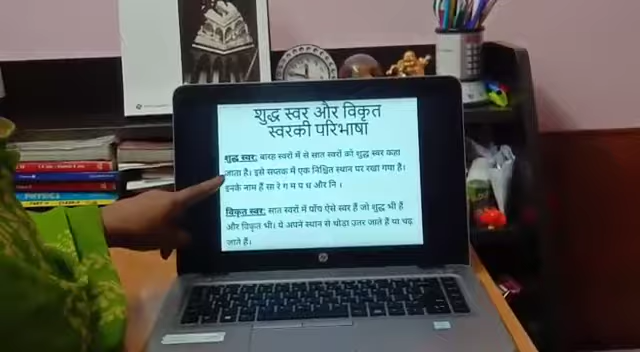 शुद्ध स्वर और विकृत
स्वरकी परिभाषा
शुद्ध स्वर: बारह स्वरों में से सात स्वरों को शुद्ध स्वर कहा
जाता है। इसे सप्तक में एक निश्चित स्थान पर रखा गया है।
इनके नाम हैं सा रे ग म प ध और नि ।
विकृत स्वर: सात स्वरों में पाँच ऐसे स्वर हैं जो शुद्ध भी हैं
और विकृत भी। ये अपने स्थान से थोडा उतर जाते हैं या चढ़
जाते हैं।
hp